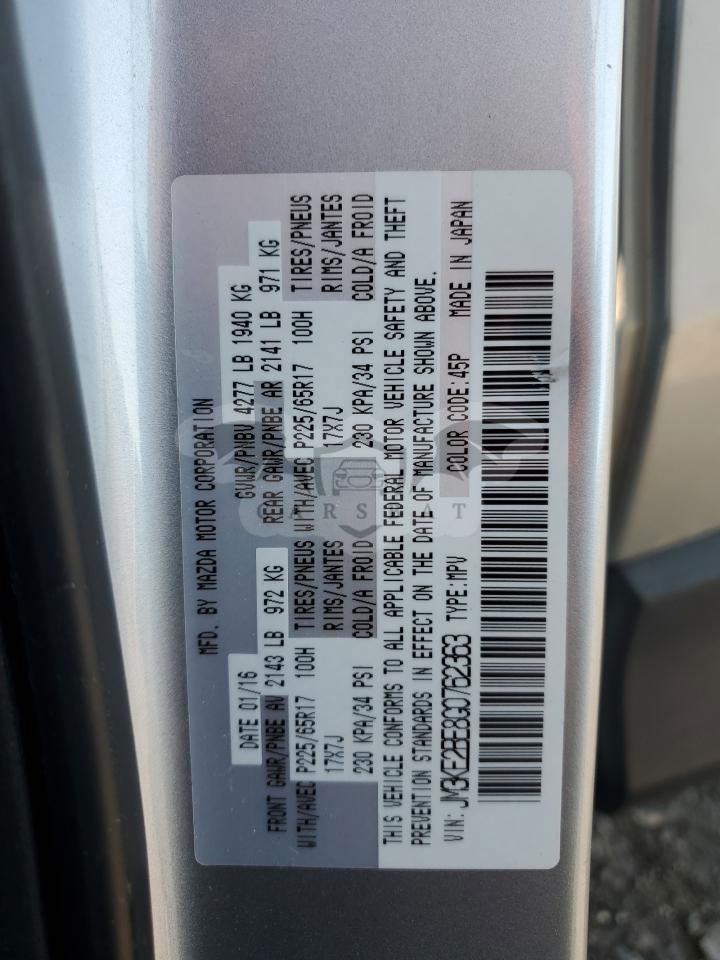 MFD. BY MAZDA MOTOR CORPORATION
DATE 01/16 GVWR/PNBV 4277 LB 1940 KG
FRONT GAWR/PNBE AV 2143 LB 972 KG REAR GAWR/PNBE AR 2141 LB 971 KG
WITH/AVEC P225/65R17 100H TIRES/PNEUS WITH/AVEC P225/65R17 100H TIRES/PNEUS
17X7J RIMS/JANTES 17X7J RIMS/JANTES
230 KPA/34 PSI COLD/A FROID 230 KPA/34 PSI COLD/A FROID
THIS VEHICLE CONFORMS TO ALL APPLICABLE FEDERAL MOTOR VEHICLE SAFETY AND THEFT
PREVENTION STANDARDS IN EFFECT ON THE DATE OF MANUFACTURE SHOWN ABOVE.
VIN: JM3KE2BE8G0762363 TYPE:MPV COLOR CODE:45P MADE IN JAPAN